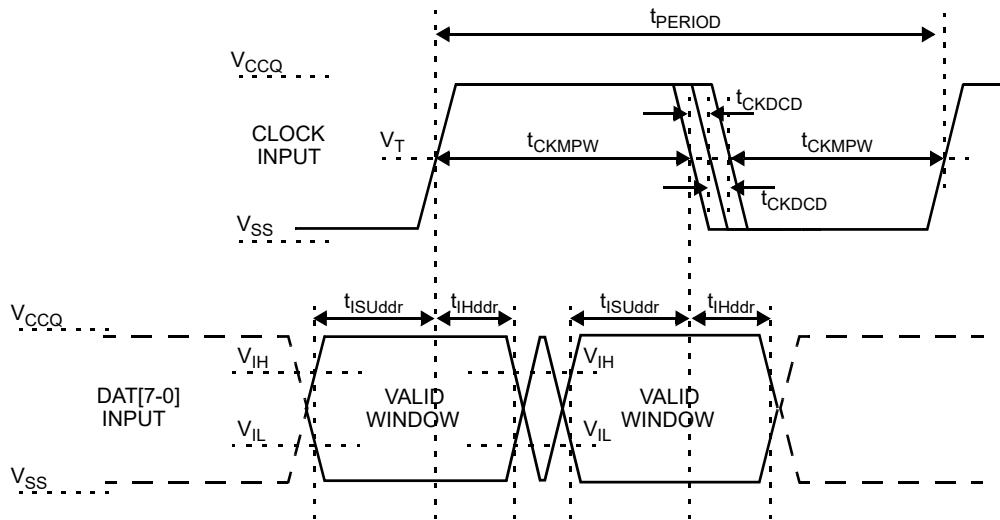 tPERIOD
VCCQ
tCKDCD
CLOCK
INPUT
VT
tCKMPW
tCKMPW
tCKDCD
VSS
tISUddr
tIHddr
tISUddr
tIHddr
VCCQ
VIH
VIH
DAT[7-0]
INPUT
VALID
WINDOW
VALID
WINDOW
VIL
VIL
VSS